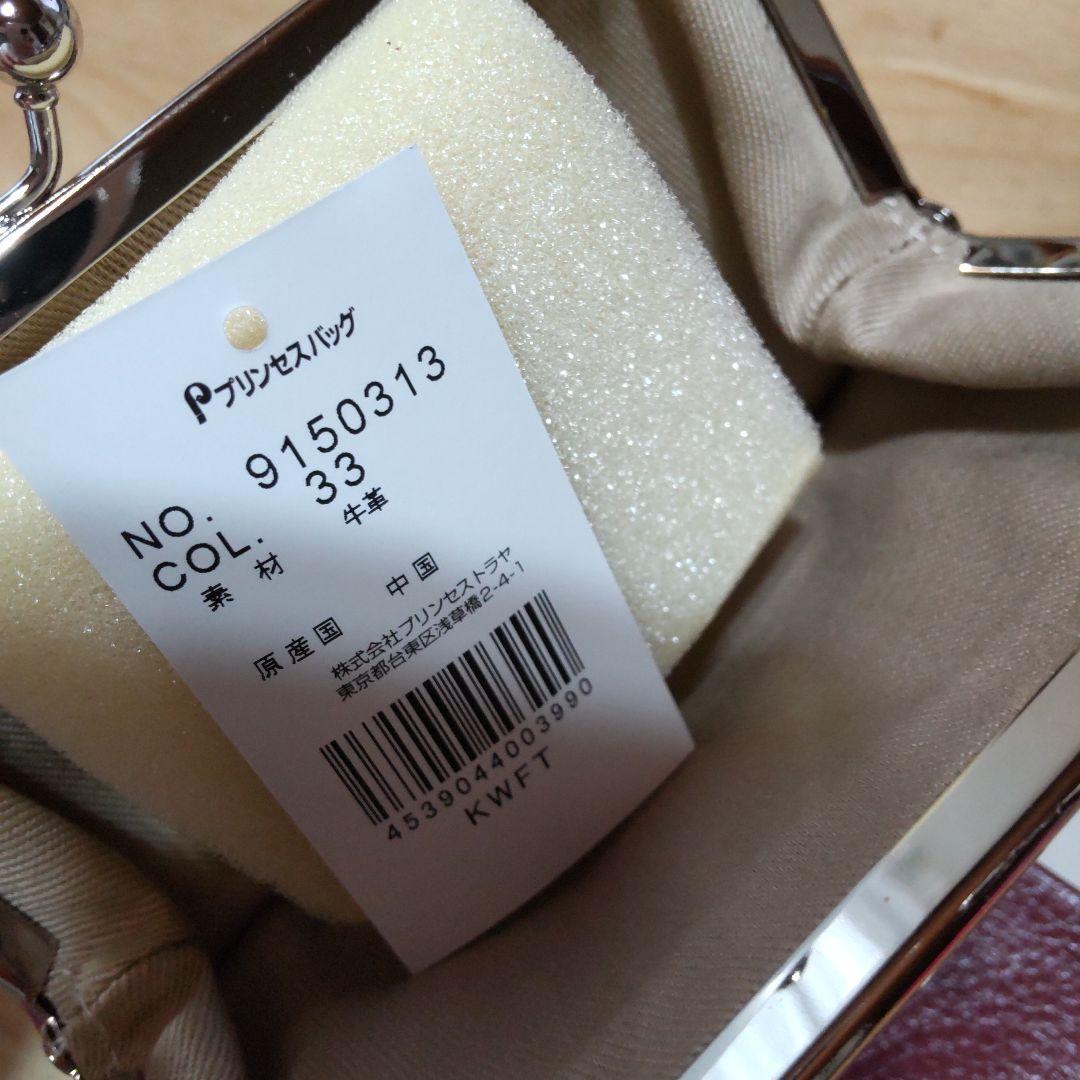 プリンセスバッグ
NO. 9150313
COL. 33
素材 牛革
原産国 中国
株式会社プリンセストラヤ
東京都台東区浅草橋2-4-1
4539044003990
KWFT